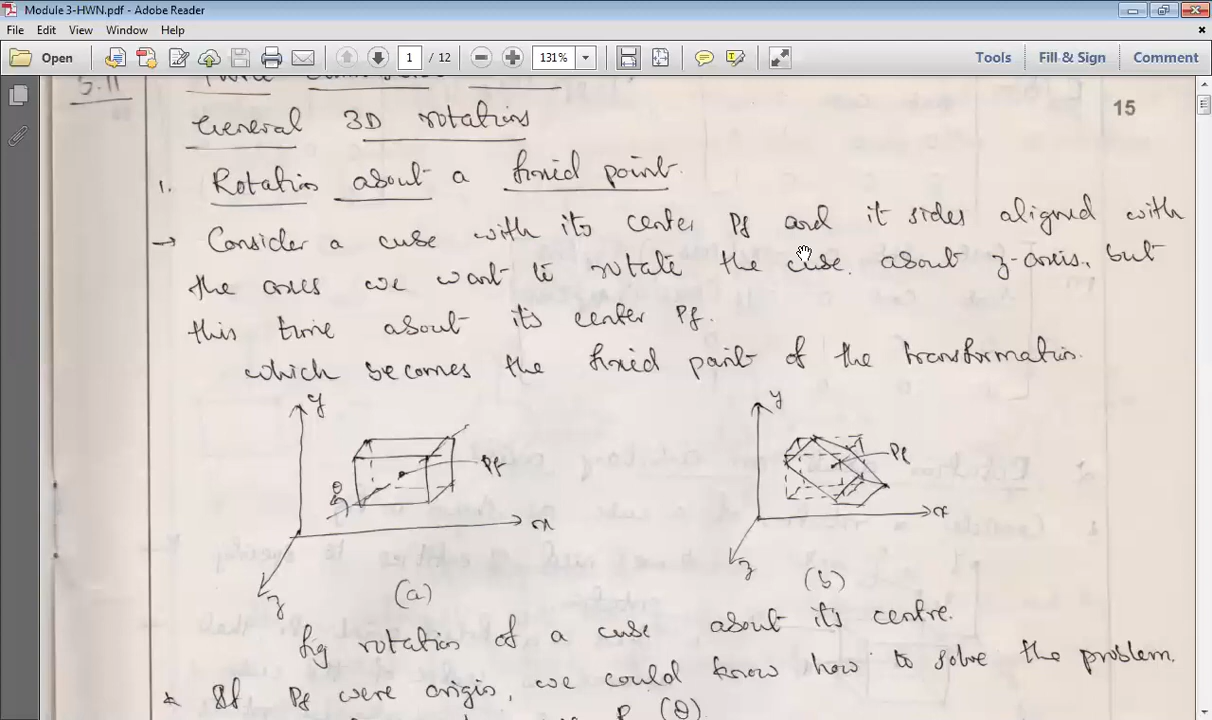 Module 3-HWN.pdf - Adobe Reader
File Edit View Window Help
Open 1 / 12 131% Tools Fill & Sign Comment
5.11
15
General 3D rotations
1. Rotation about a fixed point.
→ Consider a cube with its center Pf and it sides aligned with
the axes we want to rotate the cube. about z-axis, but
this time about its center Pf.
which becomes the fixed point of the transformation.
y
θ
Pf
x
z
(a)
y
Pf
x
z
(b)
fig rotation of a cube about its centre.
* If Pf were origin, we could know how to solve the problem.
R (θ)